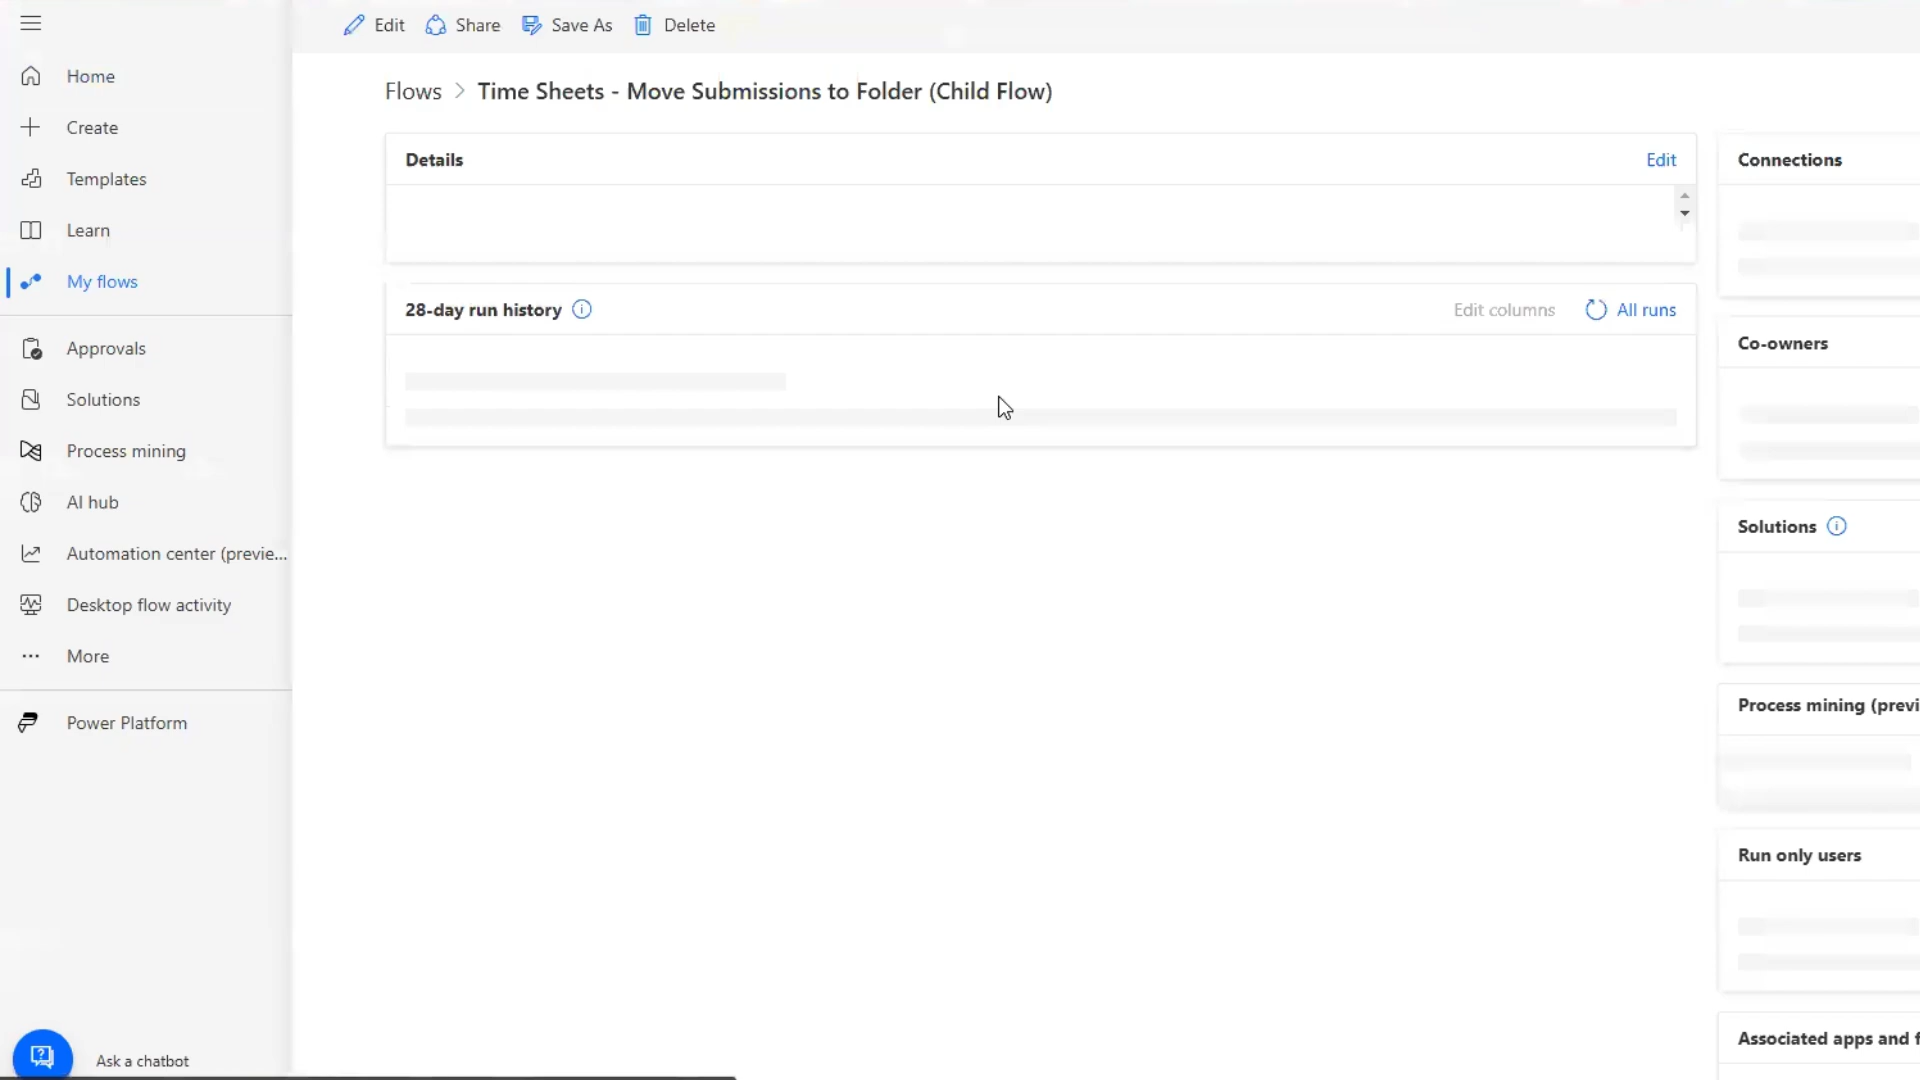 Edit
Share
Save As
Delete
Home
Create
Templates
Learn
My flows
Approvals
Solutions
Process mining
AI hub
Automation center (previe...
Desktop flow activity
More
Power Platform
Ask a chatbot
Flows > Time Sheets - Move Submissions to Folder (Child Flow)
Details
Edit
28-day run history
Edit columns
All runs
Connections
Co-owners
Solutions
Process mining (previ
Run only users
Associated apps and f